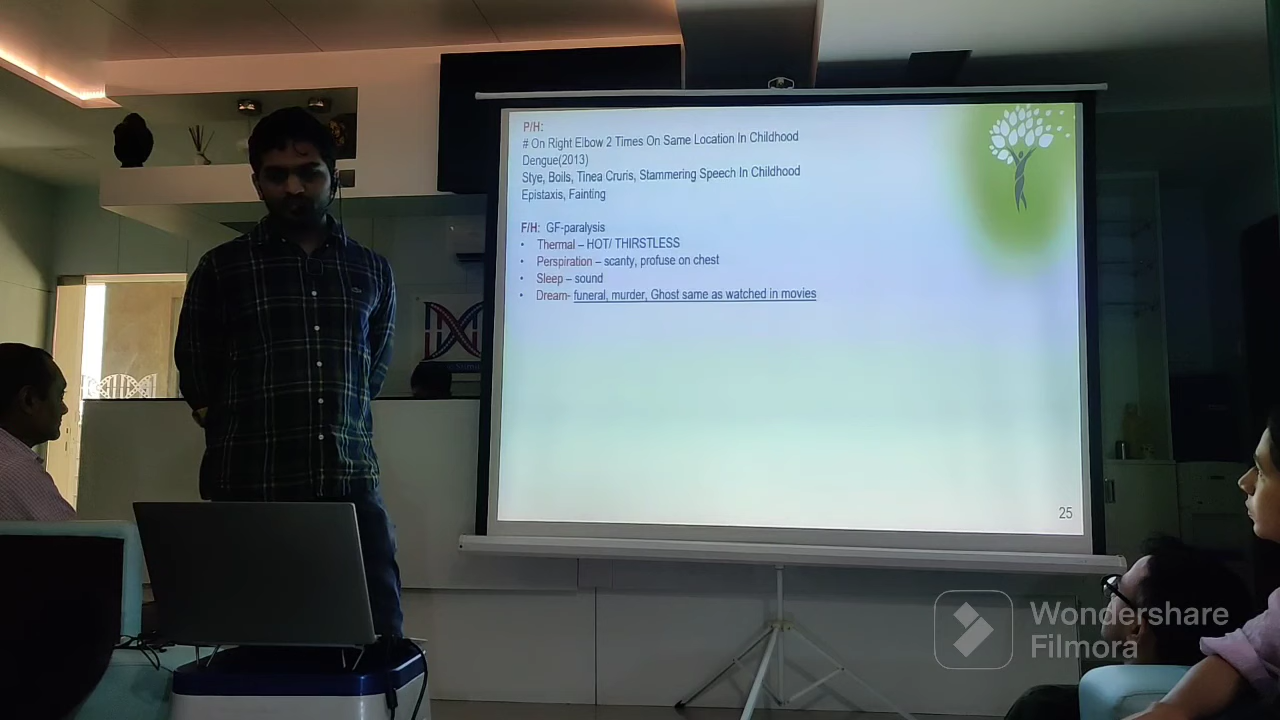 P/H:
# On Right Elbow 2 Times On Same Location In Childhood
Dengue(2013)
Stye, Boils, Tinea Cruris, Stammering Speech In Childhood
Epistaxis, Fainting
F/H: GF-paralysis
• Thermal – HOT/ THIRSTLESS
• Perspiration – scanty, profuse on chest
• Sleep – sound
• Dream- funeral, murder, Ghost same as watched in movies
25
Wondershare
Filmora